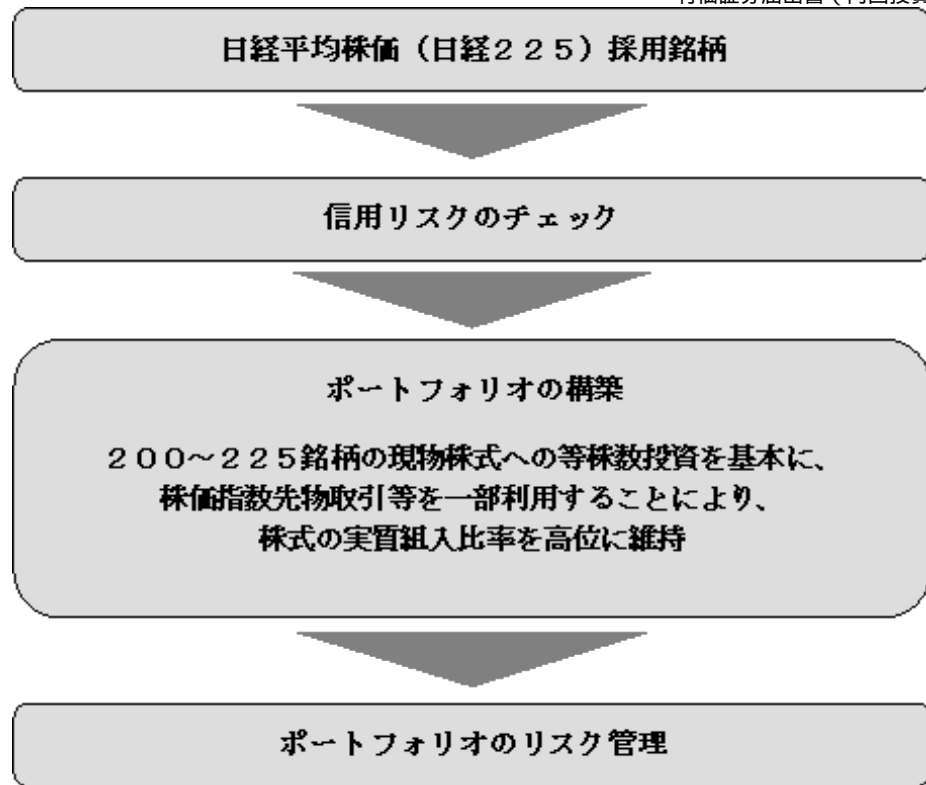 日経平均株価（日経２２５）採用銘柄
信用リスクのチェック
ポートフォリオの構築
２００～２２５銘柄の現物株式への等株数投資を基本に、
株価指数先物取引等を一部利用することにより、
株式の実質組入比率を高位に維持
ポートフォリオのリスク管理